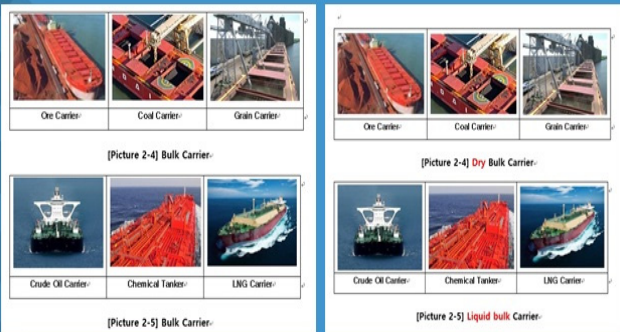 Ore Carrier Coal Carrier Grain Carrier
[Picture 2-4] Bulk Carrier
Crude Oil Carrier Chemical Tanker LNG Carrier
[Picture 2-5] Bulk Carrier
Ore Carrier Coal Carrier Grain Carrier
[Picture 2-4] Dry Bulk Carrier
Crude Oil Carrier Chemical Tanker LNG Carrier
[Picture 2-5] Liquid bulk Carrier